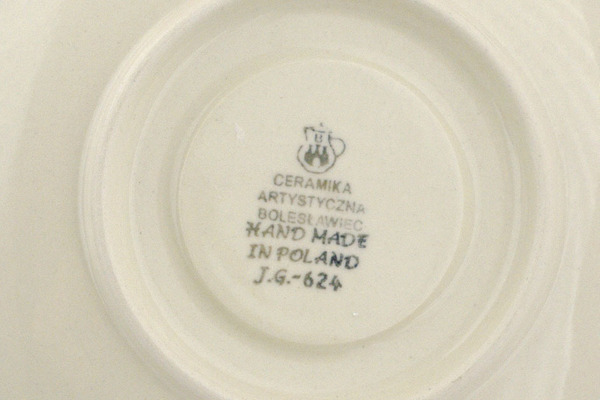 B
CERAMIKA
ARTYSTYCZNA
BOLESŁAWIEC
HAND MADE
IN POLAND
J.G.-624